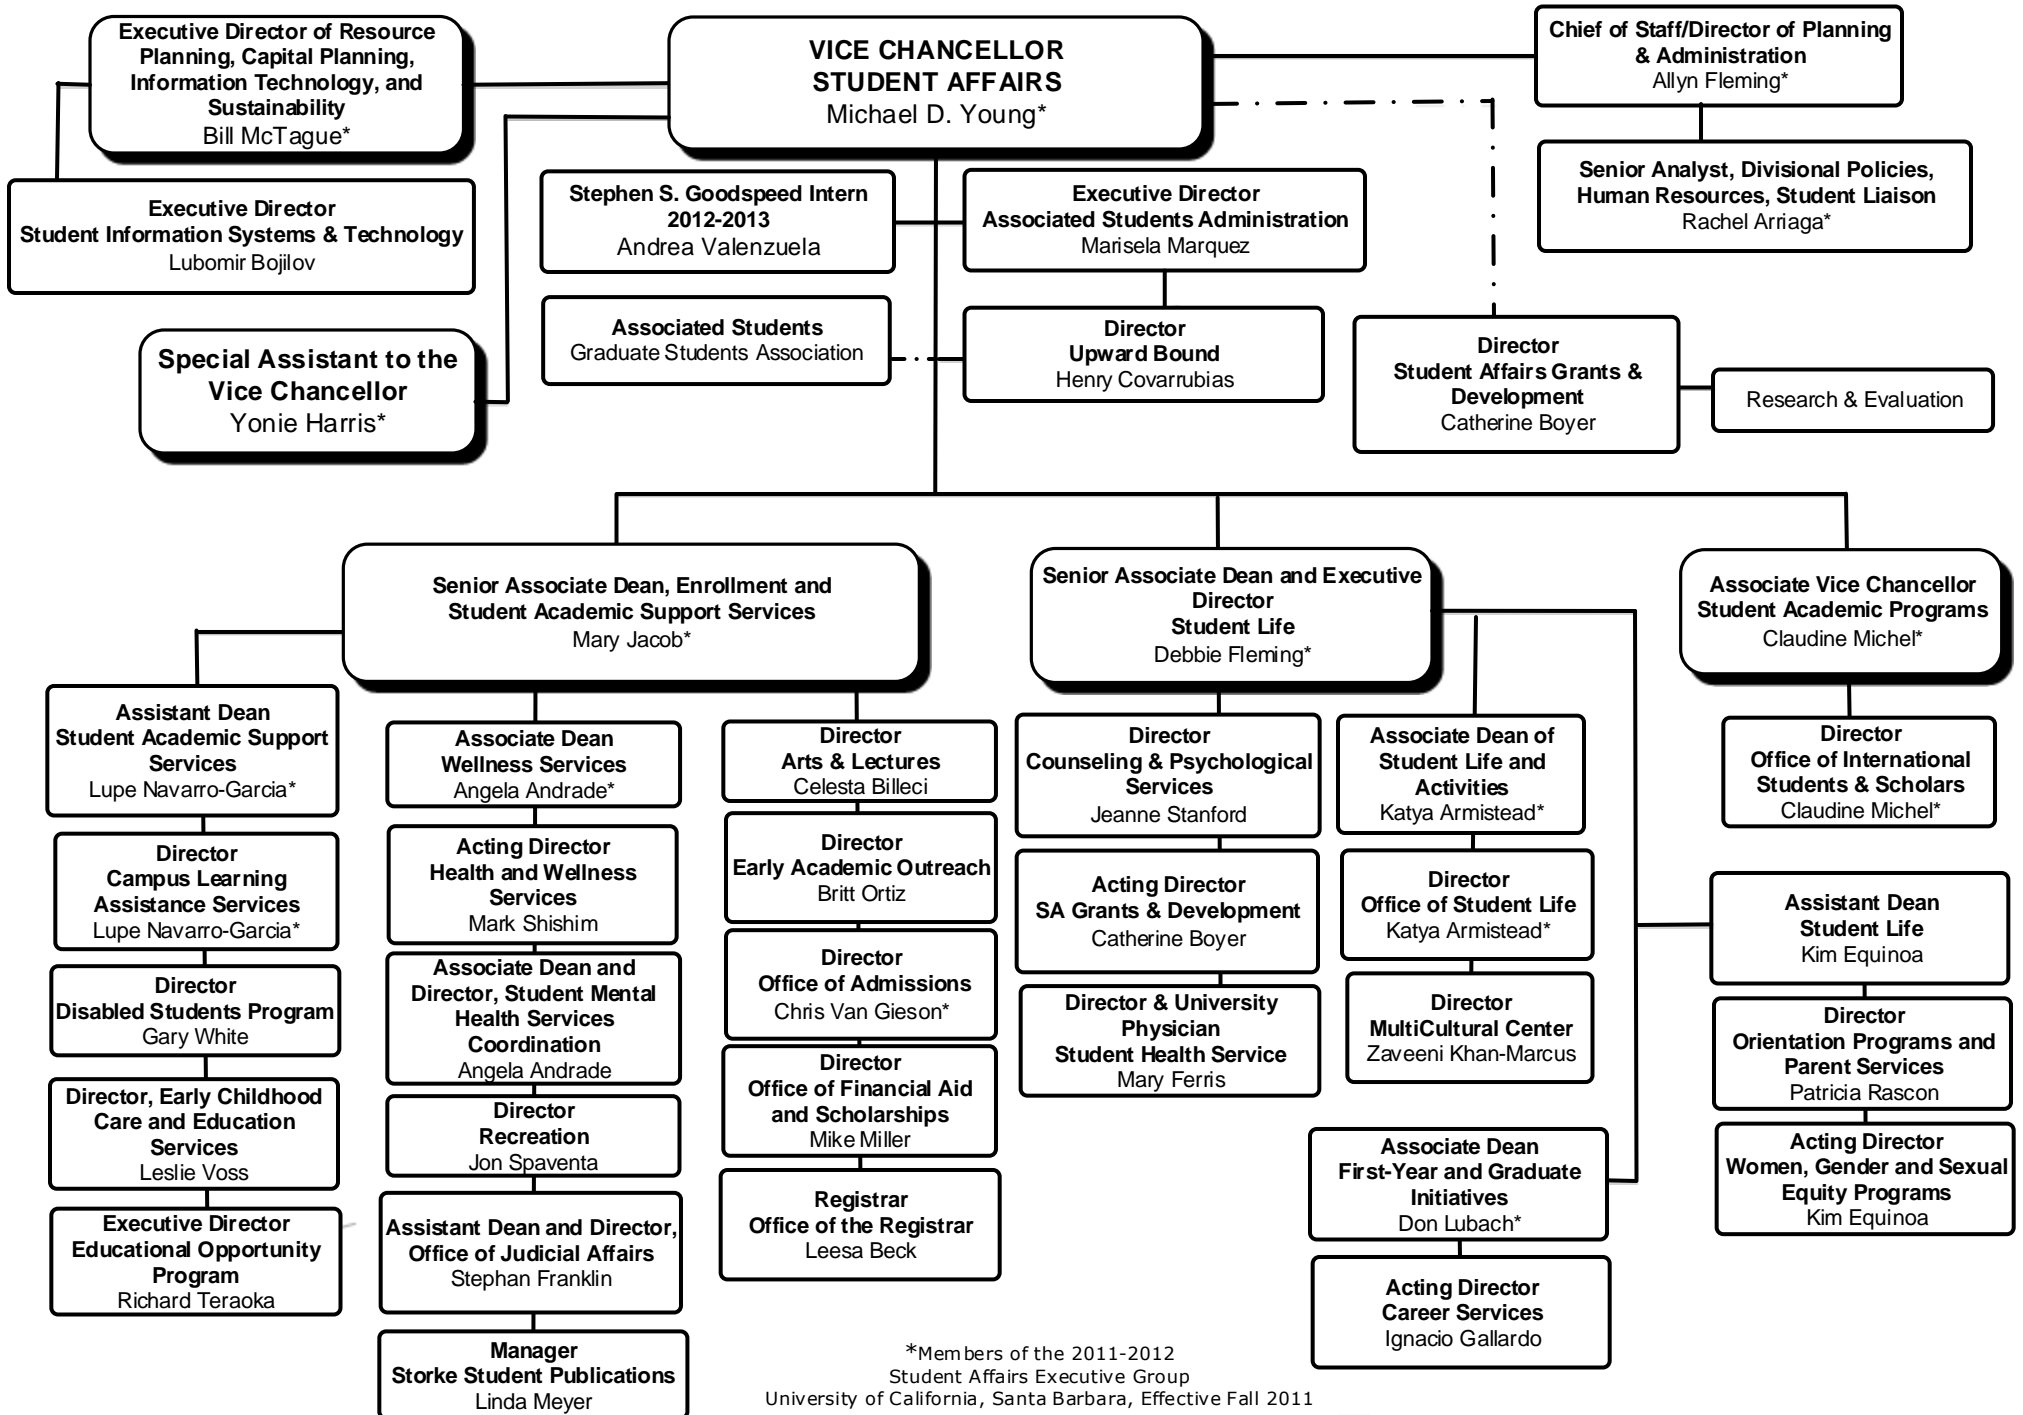 Executive Director of Resource
Planning, Capital Planning,
Information Technology, and
Sustainability
Bill McTague*
VICE CHANCELLOR
STUDENT AFFAIRS
Michael D. Young*
Chief of Staff/Director of Planning
& Administration
Allyn Fleming*
Executive Director
Student Information Systems & Technology
Lubomir Bojilov
Stephen S. Goodspeed Intern
2012-2013
Andrea Valenzuela
Executive Director
Associated Students Administration
Marisela Marquez
Senior Analyst, Divisional Policies,
Human Resources, Student Liaison
Rachel Arriaga*
Special Assistant to the
Vice Chancellor
Yonie Harris*
Associated Students
Graduate Students Association
Director
Upward Bound
Henry Covarrubias
Director
Student Affairs Grants &
Development
Catherine Boyer
Research & Evaluation
Senior Associate Dean, Enrollment and
Student Academic Support Services
Mary Jacob*
Senior Associate Dean and Executive
Director
Student Life
Debbie Fleming*
Associate Vice Chancellor
Student Academic Programs
Claudine Michel*
Assistant Dean
Student Academic Support
Services
Lupe Navarro-Garcia*
Director
Campus Learning
Assistance Services
Lupe Navarro-Garcia*
Director
Disabled Students Program
Gary White
Director, Early Childhood
Care and Education
Services
Leslie Voss
Executive Director
Educational Opportunity
Program
Richard Teraoka
Associate Dean
Wellness Services
Angela Andrade*
Acting Director
Health and Wellness
Services
Mark Shishim
Associate Dean and
Director, Student Mental
Health Services
Coordination
Angela Andrade
Director
Recreation
Jon Spaventa
Assistant Dean and Director,
Office of Judicial Affairs
Stephan Franklin
Manager
Storke Student Publications
Linda Meyer
Director
Arts & Lectures
Celesta Billeci
Director
Early Academic Outreach
Britt Ortiz
Director
Office of Admissions
Chris Van Gieson*
Director
Office of Financial Aid
and Scholarships
Mike Miller
Registrar
Office of the Registrar
Leesa Beck
Director
Counseling & Psychological
Services
Jeanne Stanford
Acting Director
SA Grants & Development
Catherine Boyer
Director & University
Physician
Student Health Service
Mary Ferris
Associate Dean of
Student Life and
Activities
Katya Armistead*
Director
Office of Student Life
Katya Armistead*
Director
MultiCultural Center
Zaveeni Khan-Marcus
Associate Dean
First-Year and Graduate
Initiatives
Don Lubach*
Acting Director
Career Services
Ignacio Gallardo
Director
Office of International
Students & Scholars
Claudine Michel*
Assistant Dean
Student Life
Kim Equinoa
Director
Orientation Programs and
Parent Services
Patricia Rascon
Acting Director
Women, Gender and Sexual
Equity Programs
Kim Equinoa
*Members of the 2011-2012
Student Affairs Executive Group
University of California, Santa Barbara, Effective Fall 2011